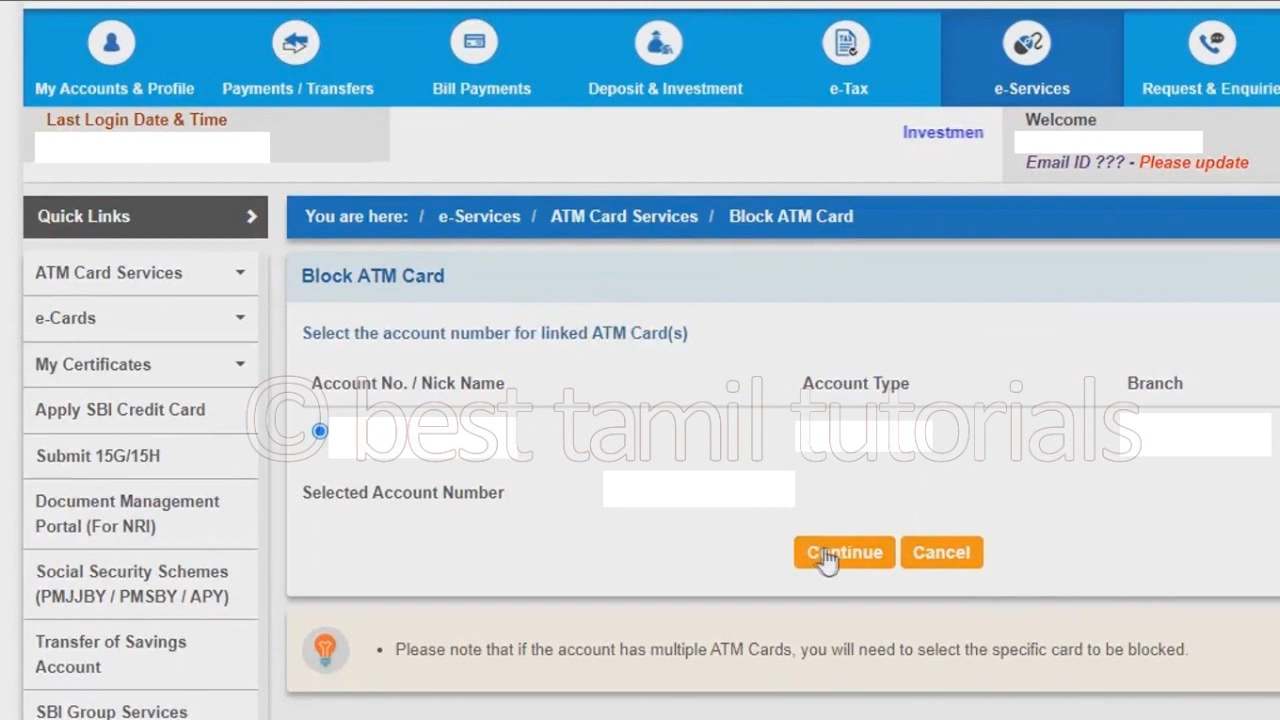 My Accounts & Profile
Payments / Transfers
Bill Payments
Deposit & Investment
e-Tax
e-Services
Request & Enquirie
Last Login Date & Time
Investmen
Welcome
Email ID ??? - Please update
Quick Links
You are here: / e-Services / ATM Card Services / Block ATM Card
ATM Card Services
e-Cards
My Certificates
Apply SBI Credit Card
Submit 15G/15H
Document Management
Portal (For NRI)
Social Security Schemes
(PMJJBY / PMSBY / APY)
Transfer of Savings
Account
SBI Group Services
Block ATM Card
Select the account number for linked ATM Card(s)
Account No. / Nick Name
Account Type
Branch
© best tamil tutorials
Selected Account Number
Continue
Cancel
• Please note that if the account has multiple ATM Cards, you will need to select the specific card to be blocked.
TAX